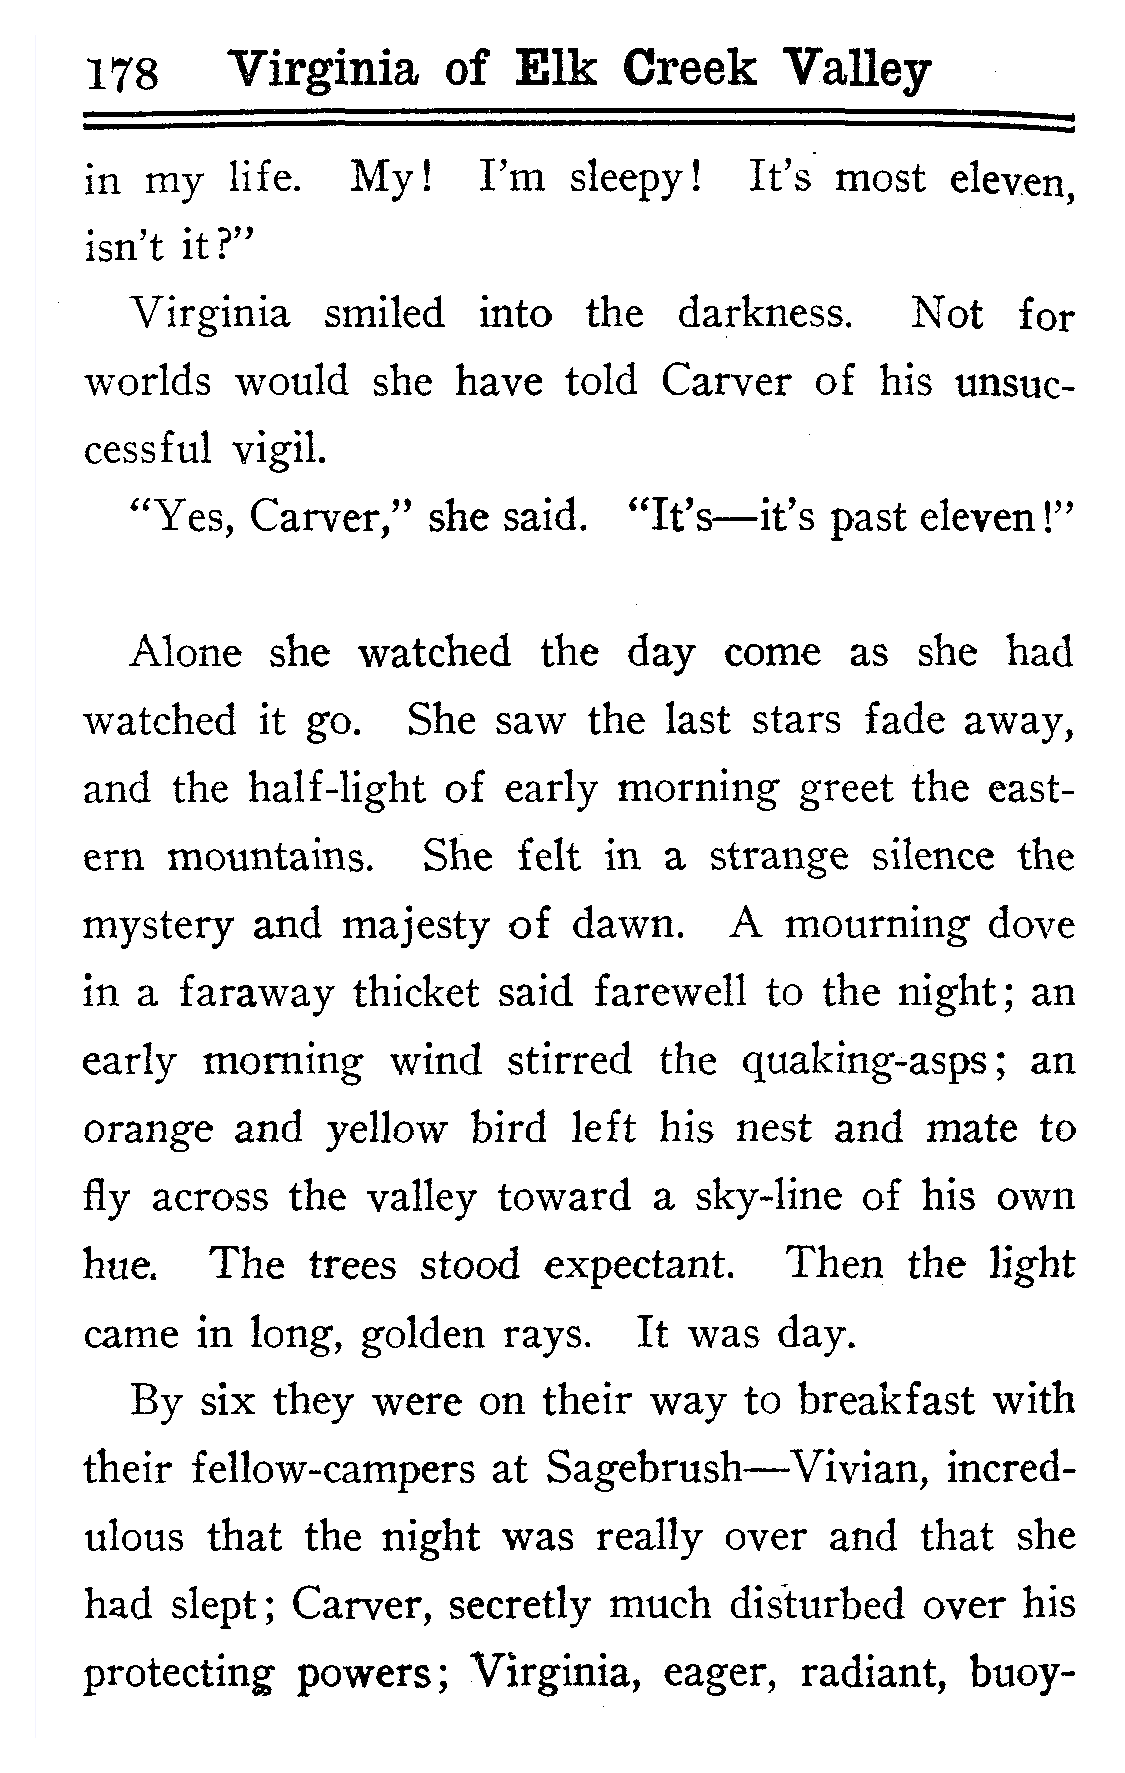 178 Virginia of Elk Creek Valley
in my life. My! I'm sleepy! It's most eleven,
isn't it?"
Virginia smiled into the darkness. Not for
worlds would she have told Carver of his unsuc-
cessful vigil.
"Yes, Carver," she said. "It's—it's past eleven!"
Alone she watched the day come as she had
watched it go. She saw the last stars fade away,
and the half-light of early morning greet the east-
ern mountains. She felt in a strange silence the
mystery and majesty of dawn. A mourning dove
in a faraway thicket said farewell to the night; an
early morning wind stirred the quaking-asps; an
orange and yellow bird left his nest and mate to
fly across the valley toward a sky-line of his own
hue. The trees stood expectant. Then the light
came in long, golden rays. It was day.
By six they were on their way to breakfast with
their fellow-campers at Sagebrush—Vivian, incred-
ulous that the night was really over and that she
had slept; Carver, secretly much disturbed over his
protecting powers; Virginia, eager, radiant, buoy-